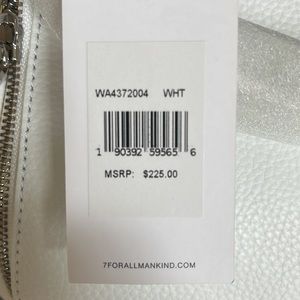 WA4372004 WHT
1 90392 59565 6
MSRP: $225.00
7FORALLMANKIND.COM